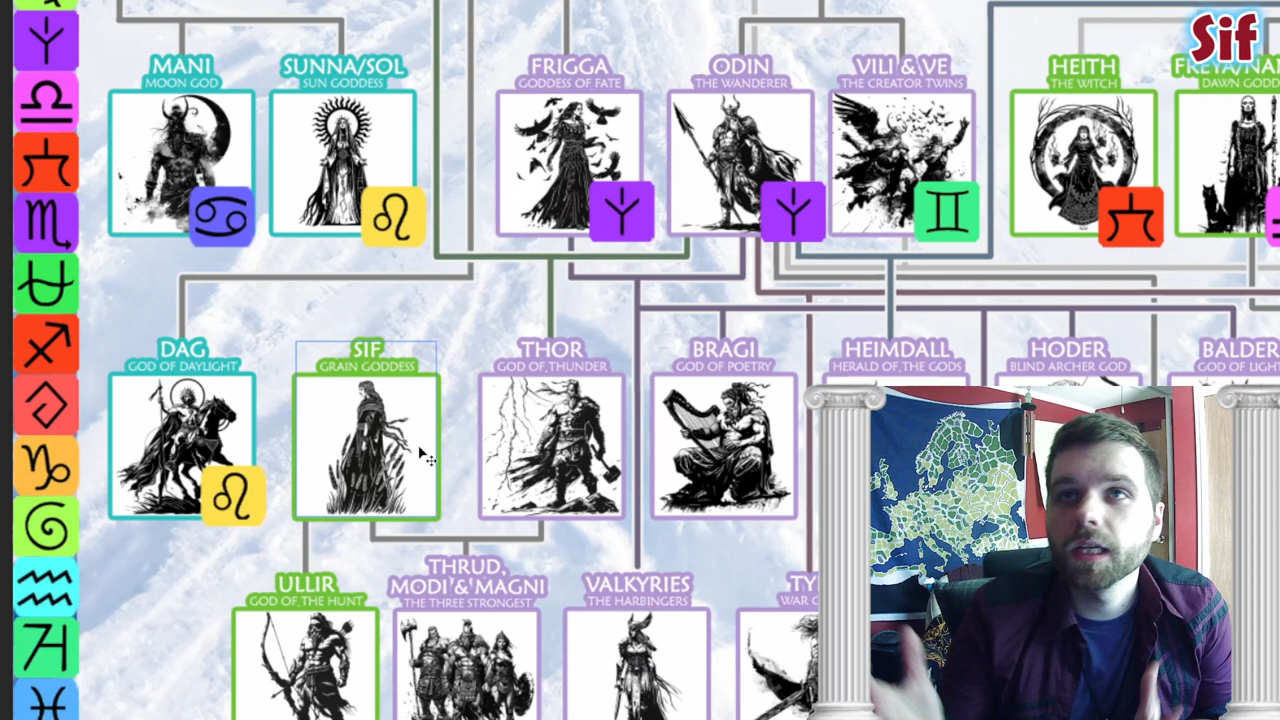 Sif
MANI
MOON GOD
SUNNA/SOL
SUN GODDESS
FRIGGA
GODDESS OF FATE
ODIN
THE WANDERER
VILI & VE
THE CREATOR TWINS
HEITH
THE WITCH
DAWN
DAG
GOD OF DAYLIGHT
SIF
GRAIN GODDESS
THOR
GOD OF THUNDER
BRAGI
GOD OF POETRY
HEIMDALL
HERALD OF THE GODS
HODER
BLIND ARCHER GOD
BALDER
GOD OF LIGHT
ULLIR
GOD OF THE HUNT
THRUD,
MODI & MAGNI
THE THREE STRONGEST
VALKYRIES
THE HARBINGERS
WAR